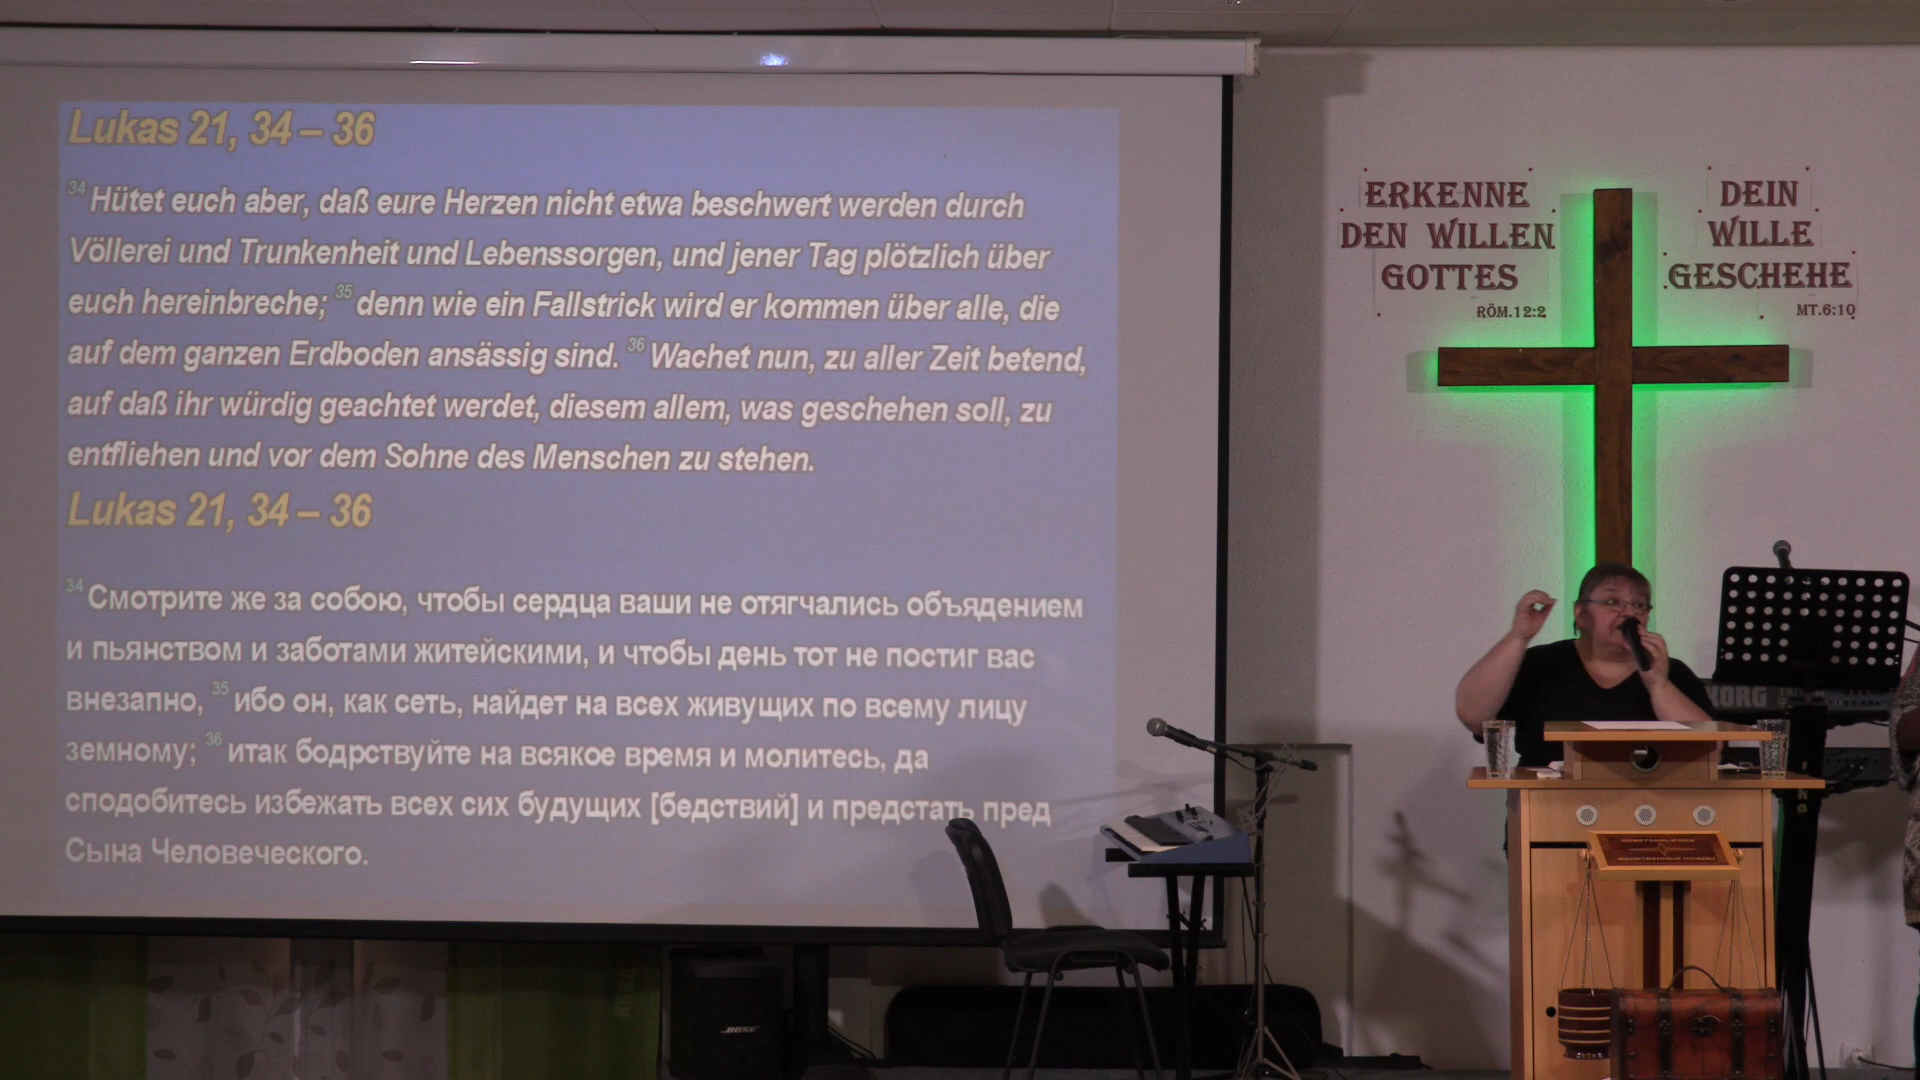 Lukas 21, 34 – 36
34 Hütet euch aber, daß eure Herzen nicht etwa beschwert werden durch
Völlerei und Trunkenheit und Lebenssorgen, und jener Tag plötzlich über
euch hereinbreche; 35 denn wie ein Fallstrick wird er kommen über alle, die
auf dem ganzen Erdboden ansässig sind. 36 Wachet nun, zu aller Zeit betend,
auf daß ihr würdig geachtet werdet, diesem allem, was geschehen soll, zu
entfliehen und vor dem Sohne des Menschen zu stehen.
Lukas 21, 34 – 36
34 Смотрите же за собою, чтобы сердца ваши не отягчались объядением
и пьянством и заботами житейскими, и чтобы день тот не постиг вас
внезапно, 35 ибо он, как сеть, найдет на всех живущих по всему лицу
земному; 36 итак бодрствуйте на всякое время и молитесь, да
сподобитесь избежать всех сих будущих [бедствий] и предстать пред
Сына Человеческого.
ERKENNE
DEN WILLEN
GOTTES
RÖM.12:2
DEIN
WILLE
GESCHEHE
MT.6:10
KORG
GEBETSANLIEGEN
МОЛИТВЕННЫЕ НУЖДЫ
BOSE